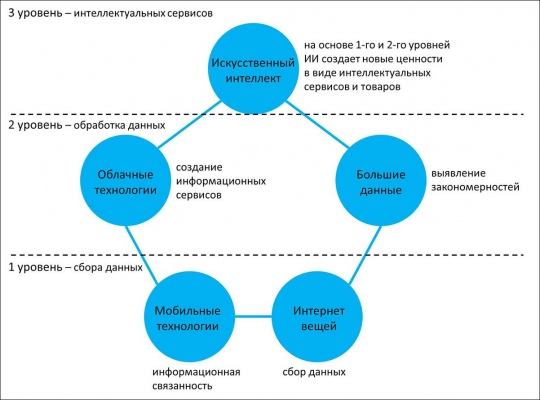 3 уровень – интеллектуальных сервисов
Искусственный
интеллект
на основе 1-го и 2-го уровней
ИИ создает новые ценности
в виде интеллектуальных
сервисов и товаров
2 уровень – обработка данных
Облачные
технологии
создание
информационных
сервисов
Большие
данные
выявление
закономерностей
1 уровень – сбора данных
Мобильные
технологии
Интернет
вещей
информационная
связанность
сбор данных